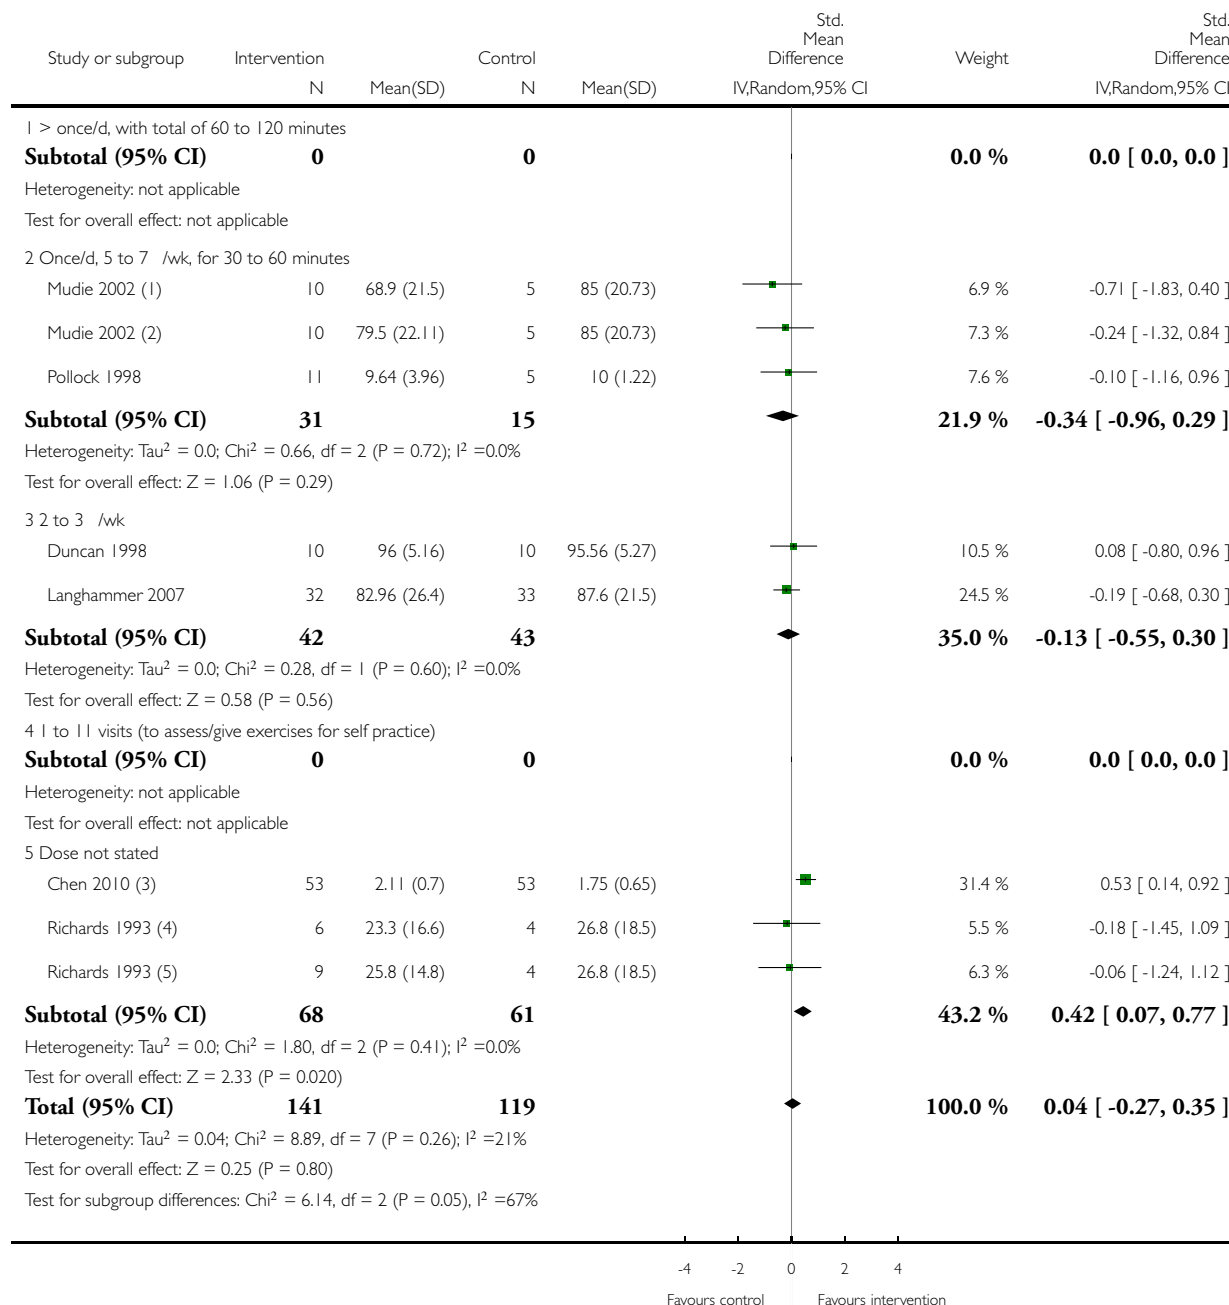 Std. Mean Difference Std. Mean Difference
Study or subgroup Intervention Control Weight
N Mean(SD) N Mean(SD) IV,Random,95% CI IV,Random,95% CI
1 > once/d, with total of 60 to 120 minutes
Subtotal (95% CI) 0 0 0.0 % 0.0 [ 0.0, 0.0 ]
Heterogeneity: not applicable
Test for overall effect: not applicable
2 Once/d, 5 to 7 /wk, for 30 to 60 minutes
Mudie 2002 (1) 10 68.9 (21.5) 5 85 (20.73) 6.9 % -0.71 [ -1.83, 0.40 ]
Mudie 2002 (2) 10 79.5 (22.11) 5 85 (20.73) 7.3 % -0.24 [ -1.32, 0.84 ]
Pollock 1998 11 9.64 (3.96) 5 10 (1.22) 7.6 % -0.10 [ -1.16, 0.96 ]
Subtotal (95% CI) 31 15 21.9 % -0.34 [ -0.96, 0.29 ]
Heterogeneity: Tau² = 0.0; Chi² = 0.66, df = 2 (P = 0.72); I² =0.0%
Test for overall effect: Z = 1.06 (P = 0.29)
3 2 to 3 /wk
Duncan 1998 10 96 (5.16) 10 95.56 (5.27) 10.5 % 0.08 [ -0.80, 0.96 ]
Langhammer 2007 32 82.96 (26.4) 33 87.6 (21.5) 24.5 % -0.19 [ -0.68, 0.30 ]
Subtotal (95% CI) 42 43 35.0 % -0.13 [ -0.55, 0.30 ]
Heterogeneity: Tau² = 0.0; Chi² = 0.28, df = 1 (P = 0.60); I² =0.0%
Test for overall effect: Z = 0.58 (P = 0.56)
4 1 to 11 visits (to assess/give exercises for self practice)
Subtotal (95% CI) 0 0 0.0 % 0.0 [ 0.0, 0.0 ]
Heterogeneity: not applicable
Test for overall effect: not applicable
5 Dose not stated
Chen 2010 (3) 53 2.11 (0.7) 53 1.75 (0.65) 31.4 % 0.53 [ 0.14, 0.92 ]
Richards 1993 (4) 6 23.3 (16.6) 4 26.8 (18.5) 5.5 % -0.18 [ -1.45, 1.09 ]
Richards 1993 (5) 9 25.8 (14.8) 4 26.8 (18.5) 6.3 % -0.06 [ -1.24, 1.12 ]
Subtotal (95% CI) 68 61 43.2 % 0.42 [ 0.07, 0.77 ]
Heterogeneity: Tau² = 0.0; Chi² = 1.80, df = 2 (P = 0.41); I² =0.0%
Test for overall effect: Z = 2.33 (P = 0.020)
Total (95% CI) 141 119 100.0 % 0.04 [ -0.27, 0.35 ]
Heterogeneity: Tau² = 0.04; Chi² = 8.89, df = 7 (P = 0.26); I² =21%
Test for overall effect: Z = 0.25 (P = 0.80)
Test for subgroup differences: Chi² = 6.14, df = 2 (P = 0.05), I² =67%
-4 -2 0 2 4
Favours control Favours intervention